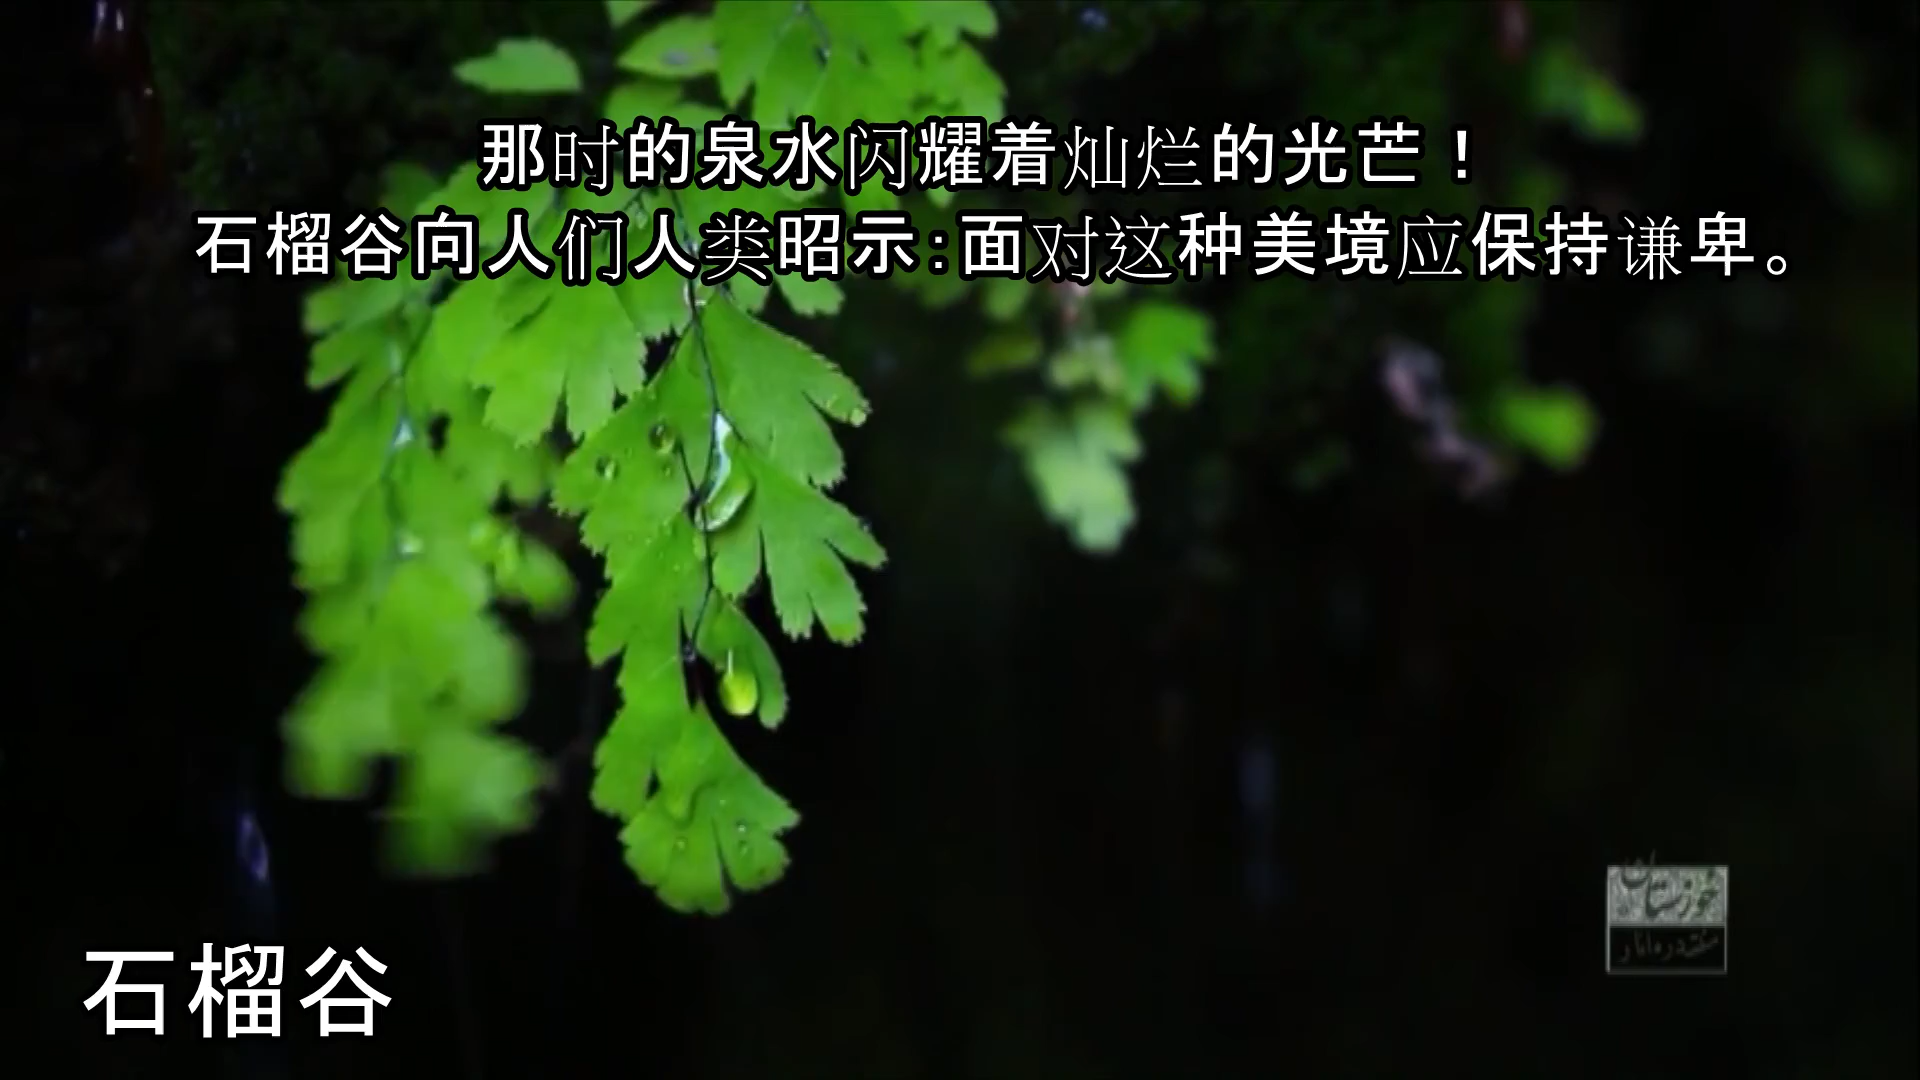 那时的泉水闪耀着灿烂的光芒！
石榴谷向人们人类昭示:面对这种美境应保持谦卑。
石榴谷
خوزستان